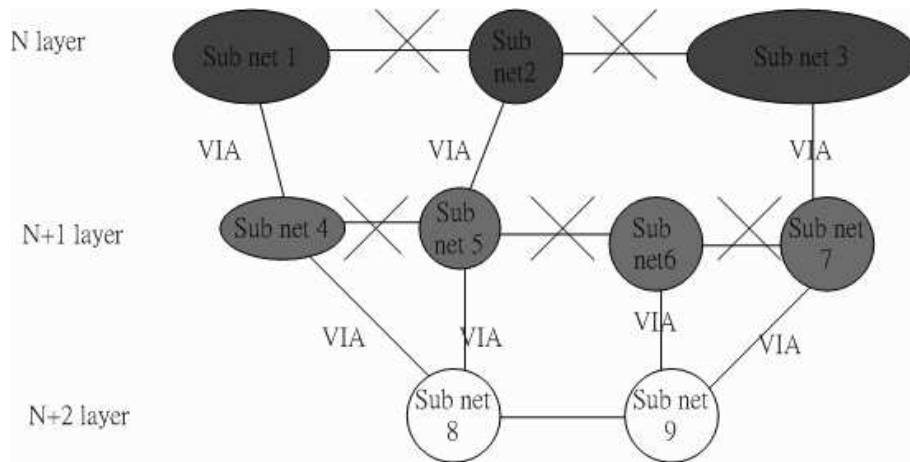 N layer
Sub net 1
Sub
net2
Sub net 3
VIA
VIA
VIA
N+1 layer
Sub net 4
Sub
net 5
Sub
net6
Sub net
7
VIA
VIA
VIA
VIA
N+2 layer
Sub net
8
Sub net
9